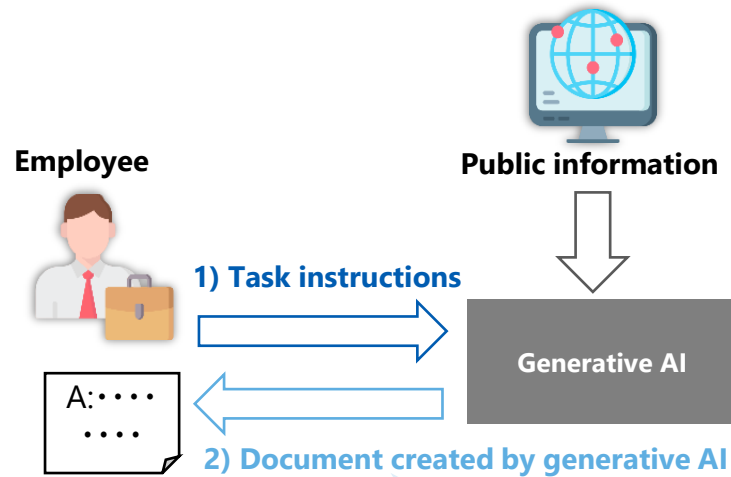 Public information
Employee
1) Task instructions
Generative AI
A:････
････
2) Document created by generative AI